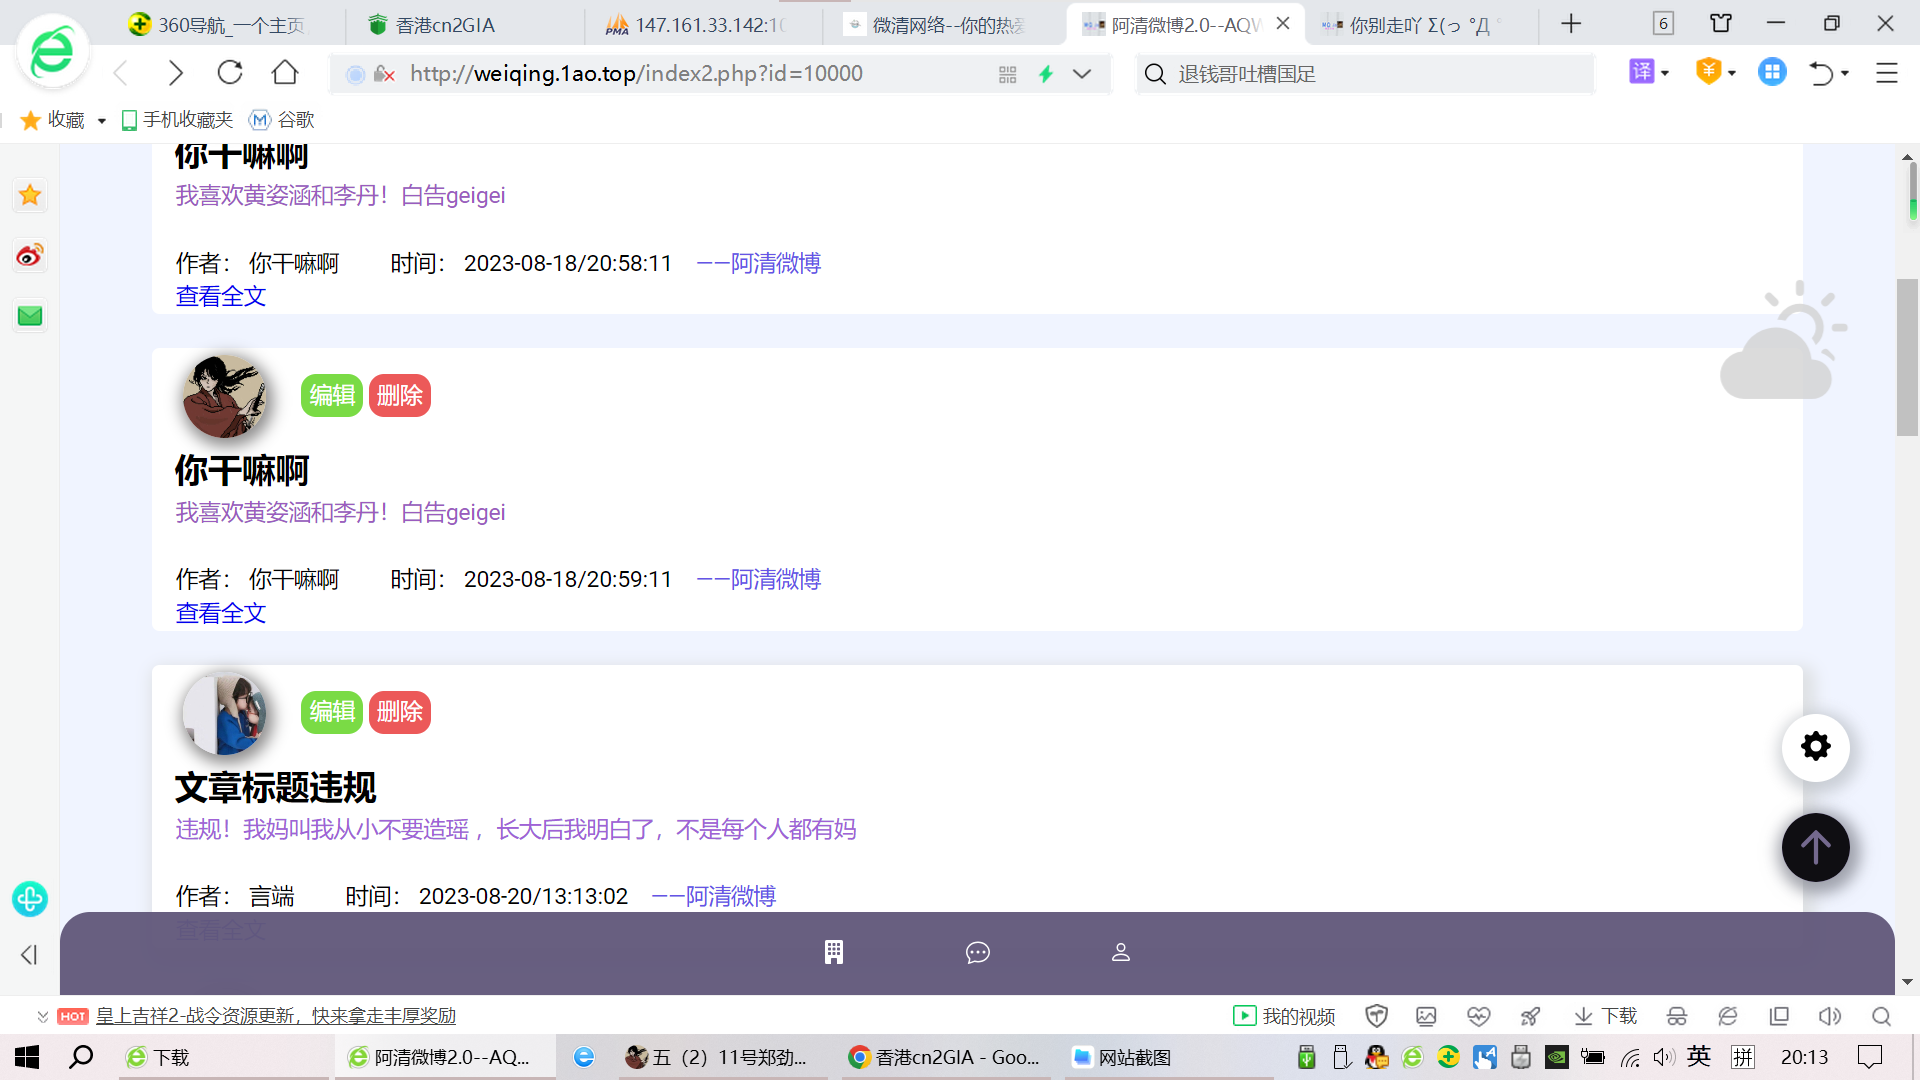 360导航_一个主页
香港cn2GIA
147.161.33.142:10
微清网络--你的热爱
阿清微博2.0--AQW
你别走吖 Σ(っ °Д °
6
http://weiqing.1ao.top/index2.php?id=10000
退钱哥吐槽国足
译
收藏
手机收藏夹
谷歌
你干嘛啊
我喜欢黄姿涵和李丹！白告geigei
作者： 你干嘛啊 时间： 2023-08-18/20:58:11 ——阿清微博
查看全文
编辑 删除
你干嘛啊
我喜欢黄姿涵和李丹！白告geigei
作者： 你干嘛啊 时间： 2023-08-18/20:59:11 ——阿清微博
查看全文
编辑 删除
文章标题违规
违规！我妈叫我从小不要造瑶 ，长大后我明白了，不是每个人都有妈
作者： 言端 时间： 2023-08-20/13:13:02 ——阿清微博
查看全文
HOT 皇上吉祥2-战令资源更新，快来拿走丰厚奖励
我的视频
下载
下载
阿清微博2.0--AQ...
五（2）11号郑劲...
香港cn2GIA - Goo...
网站截图
英
拼
20:13